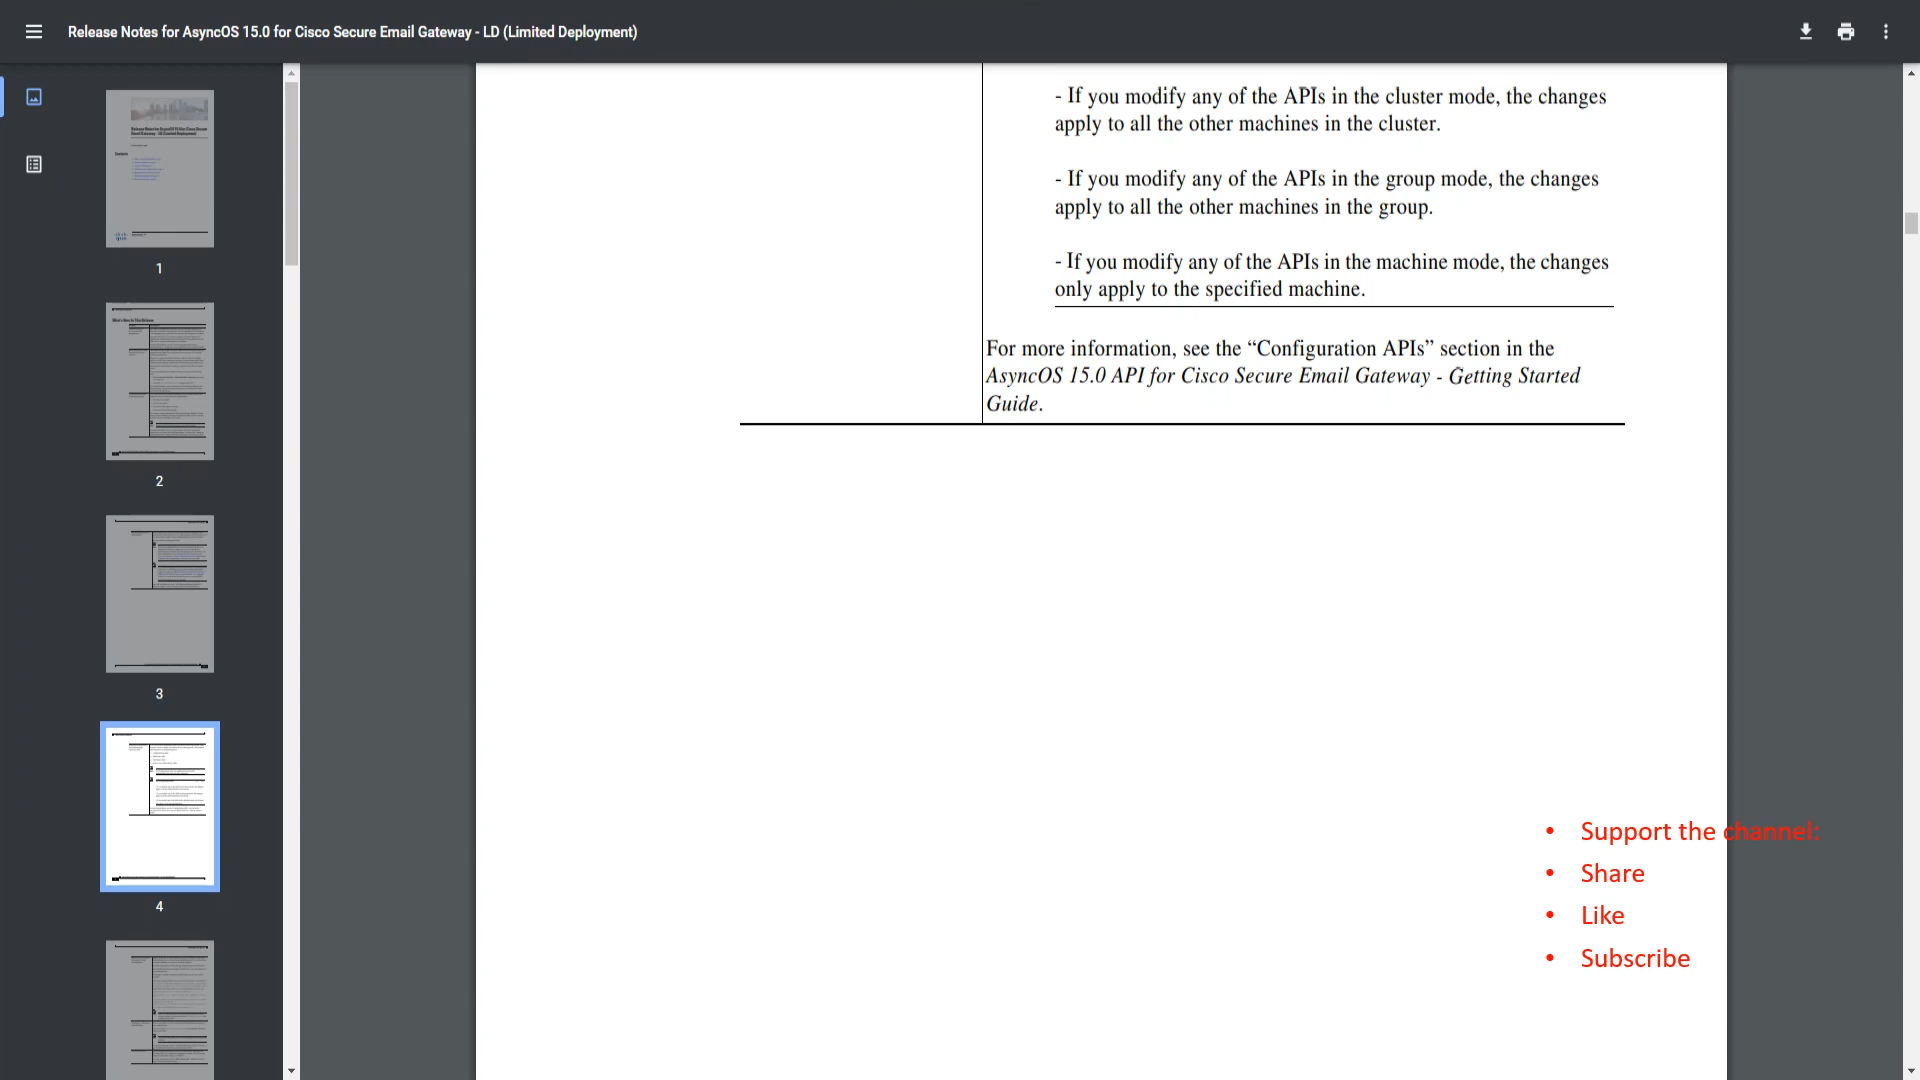 Release Notes for AsyncOS 15.0 for Cisco Secure Email Gateway - LD (Limited Deployment)
- If you modify any of the APIs in the cluster mode, the changes
apply to all the other machines in the cluster.
- If you modify any of the APIs in the group mode, the changes
apply to all the other machines in the group.
- If you modify any of the APIs in the machine mode, the changes
only apply to the specified machine.
For more information, see the “Configuration APIs” section in the
AsyncOS 15.0 API for Cisco Secure Email Gateway - Getting Started
Guide.
1
2
3
4
• Support the channel:
• Share
• Like
• Subscribe